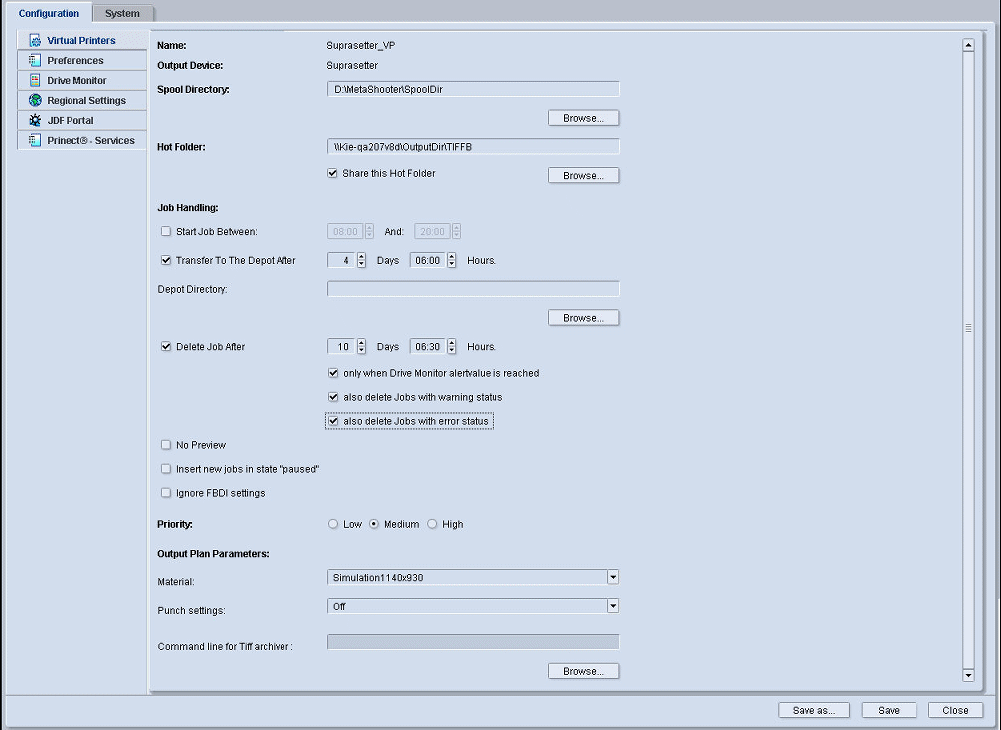 Configuration System
Virtual Printers
Preferences
Drive Monitor
Regional Settings
JDF Portal
Prinect® - Services
Name: Suprasetter_VP
Output Device: Suprasetter
Spool Directory: D:\MetaShooter\SpoolDir
Browse...
Hot Folder: \\Kie-qa207v8d\OutputDir\TIFFB
Share this Hot Folder Browse...
Job Handling:
Start Job Between: 08:00 And: 20:00
Transfer To The Depot After 4 Days 06:00 Hours.
Depot Directory:
Browse...
Delete Job After 10 Days 06:30 Hours.
only when Drive Monitor alertvalue is reached
also delete Jobs with warning status
also delete Jobs with error status
No Preview
Insert new jobs in state "paused"
Ignore FBDI settings
Priority: Low Medium High
Output Plan Parameters:
Material: Simulation1140x930
Punch settings: Off
Command line for Tiff archiver :
Browse...
Save as... Save Close